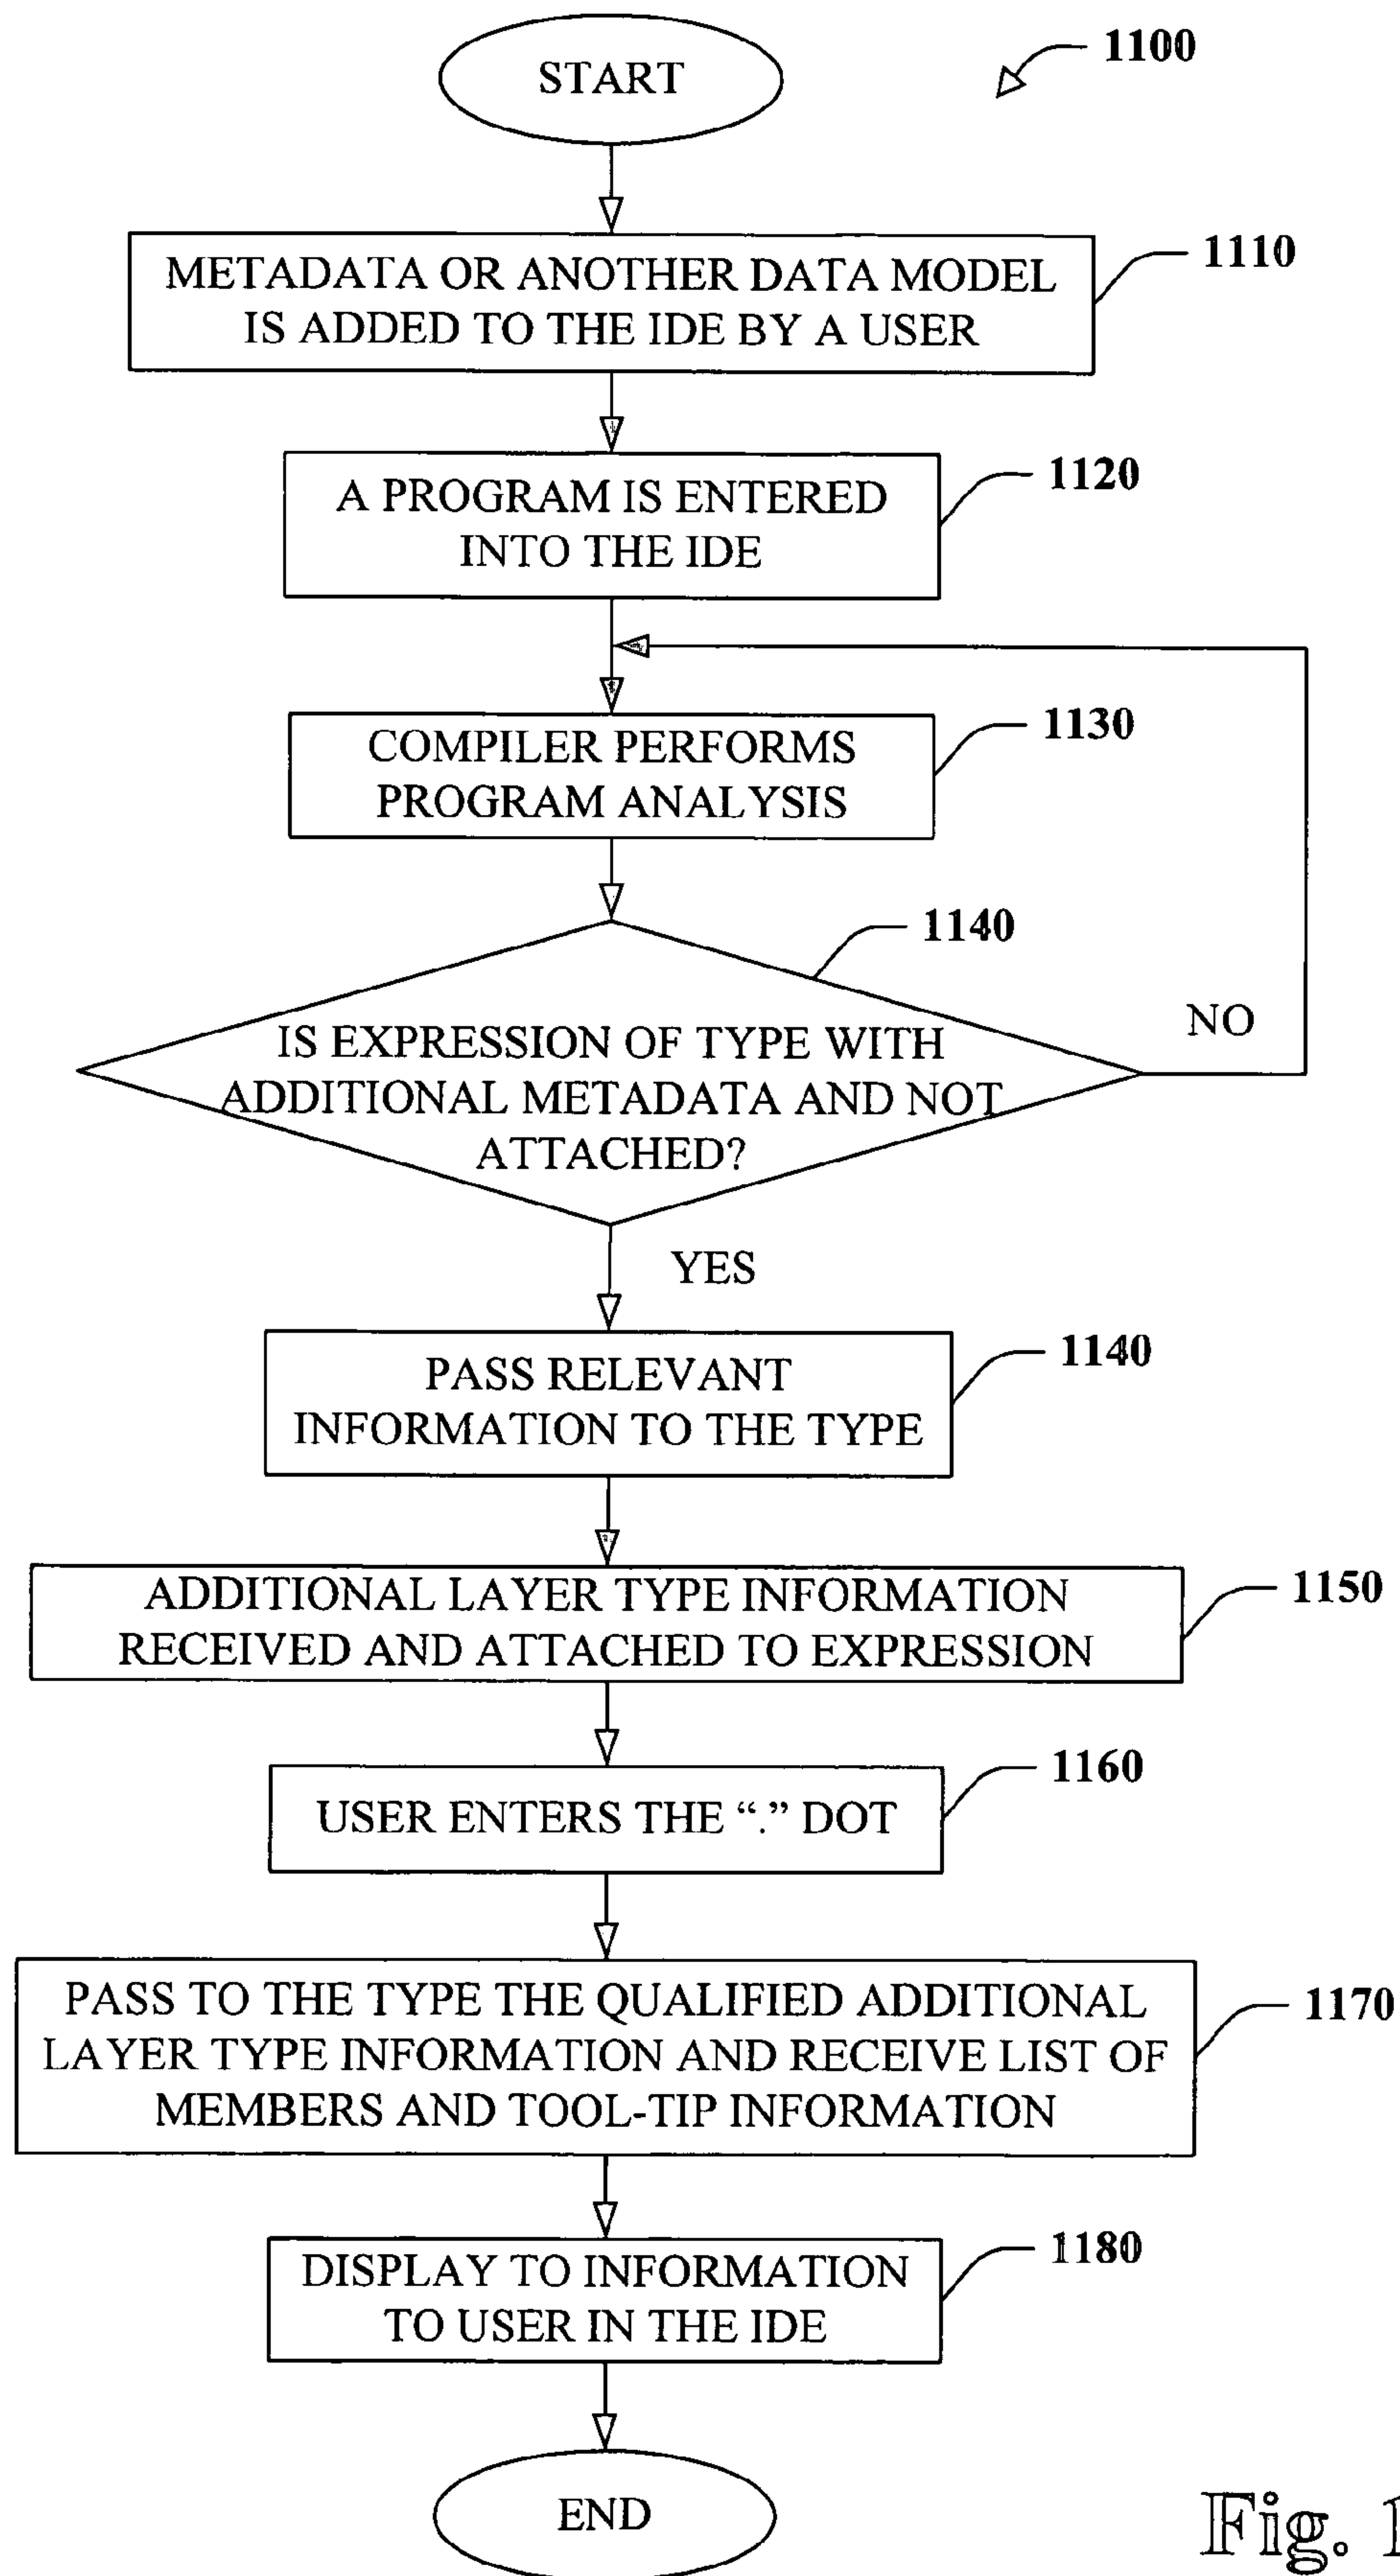 START
1100
METADATA OR ANOTHER DATA MODEL
IS ADDED TO THE IDE BY A USER
1110
A PROGRAM IS ENTERED
INTO THE IDE
1120
COMPILER PERFORMS
PROGRAM ANALYSIS
1130
1140
IS EXPRESSION OF TYPE WITH
ADDITIONAL METADATA AND NOT
ATTACHED?
NO
YES
PASS RELEVANT
INFORMATION TO THE TYPE
1140
ADDITIONAL LAYER TYPE INFORMATION
RECEIVED AND ATTACHED TO EXPRESSION
1150
USER ENTERS THE “.” DOT
1160
PASS TO THE TYPE THE QUALIFIED ADDITIONAL
LAYER TYPE INFORMATION AND RECEIVE LIST OF
MEMBERS AND TOOL-TIP INFORMATION
1170
DISPLAY TO INFORMATION
TO USER IN THE IDE
1180
END
Fig. 1